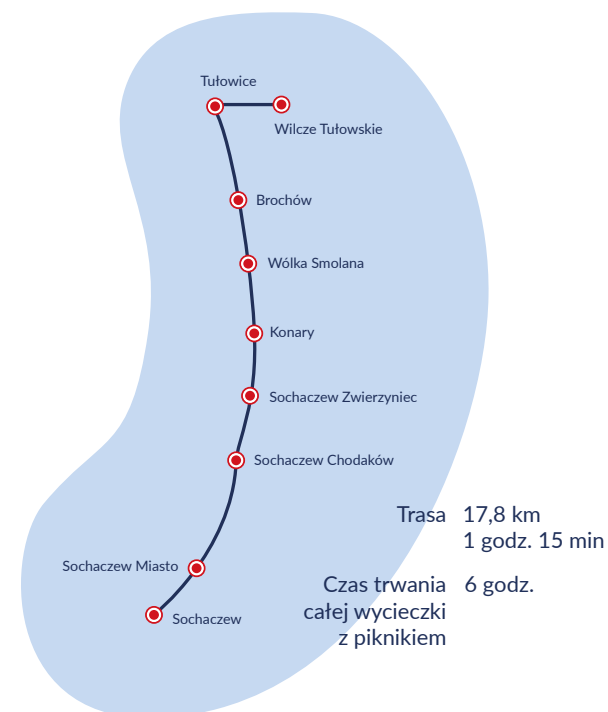 Tułowice
Wilcze Tułowskie
Brochów
Wólka Smolana
Konary
Sochaczew Zwierzyniec
Sochaczew Chodaków
Sochaczew Miasto
Sochaczew
Trasa 17,8 km
1 godz. 15 min
Czas trwania 6 godz.
całej wycieczki
z piknikiem